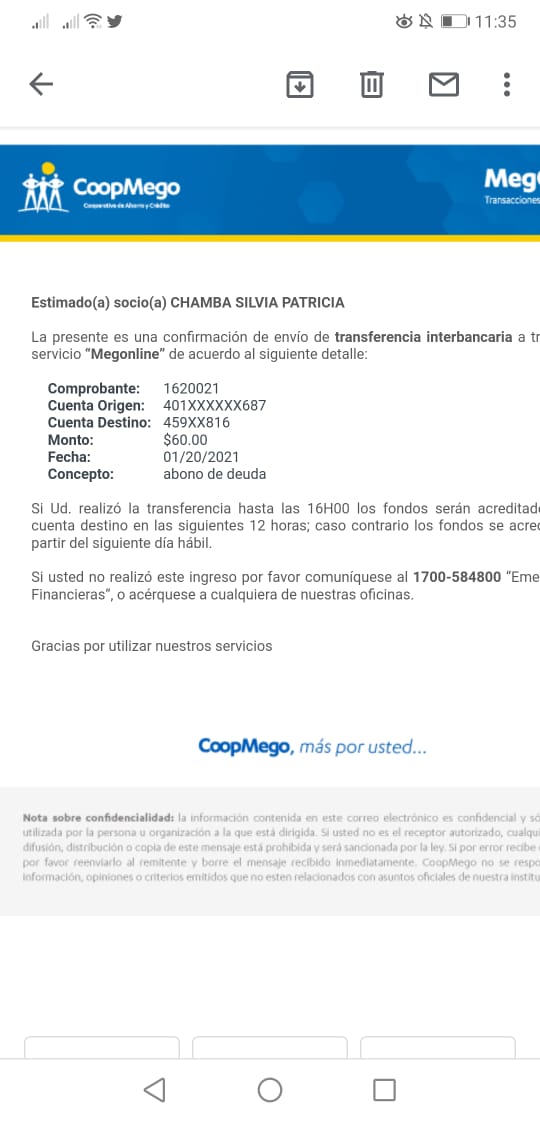 11:35
CoopMego
Cooperativa de Ahorro y Crédito
Meg
Transacciones
Estimado(a) socio(a) CHAMBA SILVIA PATRICIA
La presente es una confirmación de envío de transferencia interbancaria a tr
servicio “Megonline” de acuerdo al siguiente detalle:
Comprobante: 1620021
Cuenta Origen: 401XXXXXX687
Cuenta Destino: 459XX816
Monto: $60.00
Fecha: 01/20/2021
Concepto: abono de deuda
Si Ud. realizó la transferencia hasta las 16H00 los fondos serán acreditad
cuenta destino en las siguientes 12 horas; caso contrario los fondos se acre
partir del siguiente día hábil.
Si usted no realizó este ingreso por favor comuníquese al 1700-584800 “Eme
Financieras”, o acérquese a cualquiera de nuestras oficinas.
Gracias por utilizar nuestros servicios
CoopMego, más por usted...
Nota sobre confidencialidad: la información contenida en este correo electrónico es confidencial y só
utilizada por la persona u organización a la que está dirigida. Si usted no es el receptor autorizado, cualqui
difusión, distribución o copia de este mensaje está prohibida y será sancionada por la ley. Si por error recibe
por favor reenviarlo al remitente y borre el mensaje recibido inmediatamente. CoopMego no se respo
información, opiniones o criterios emitidos que no esten relacionados con asuntos oficiales de nuestra institu